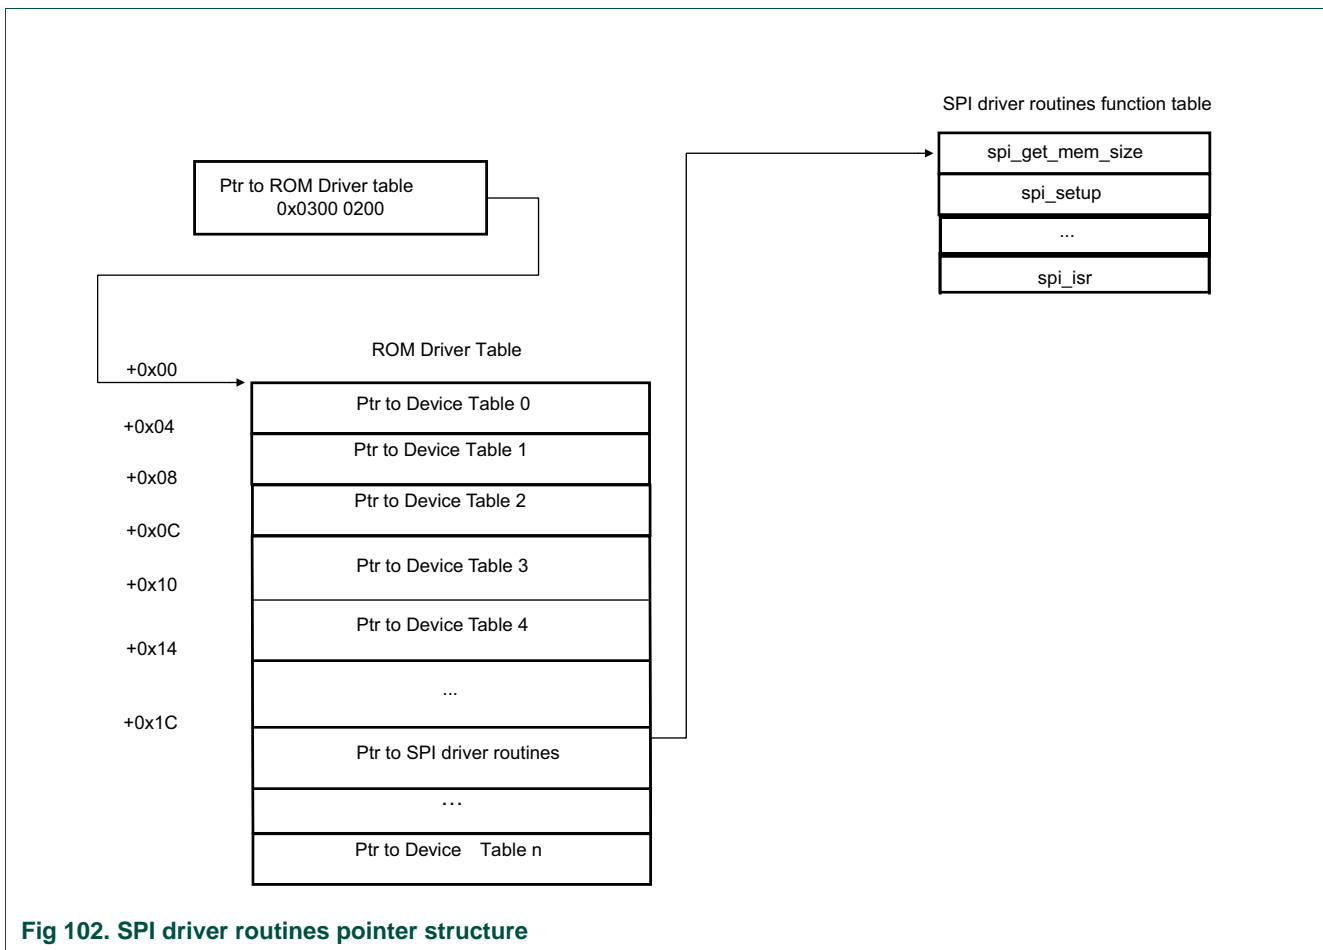 SPI driver routines function table
spi_get_mem_size
spi_setup
...
spi_isr
Ptr to ROM Driver table
0x0300 0200
ROM Driver Table
+0x00
Ptr to Device Table 0
+0x04
Ptr to Device Table 1
+0x08
Ptr to Device Table 2
+0x0C
Ptr to Device Table 3
+0x10
Ptr to Device Table 4
+0x14
...
+0x1C
Ptr to SPI driver routines
...
Ptr to Device Table n
Fig 102. SPI driver routines pointer structure